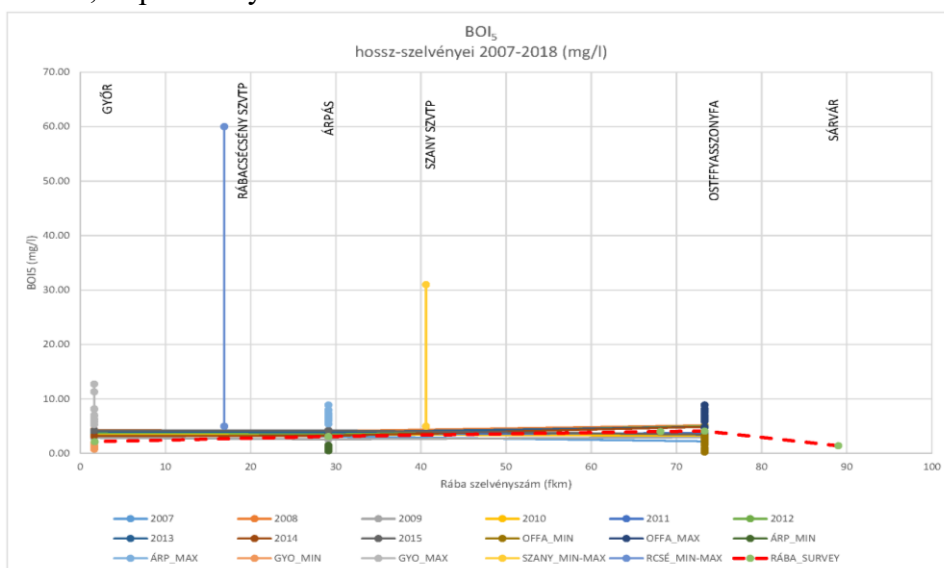 BOI5
hossz-szelvényei 2007-2018 (mg/l)
70.00
60.00
50.00
40.00
30.00
20.00
10.00
0.00
BOI5 (mg/l)
GYŐR
RÁBACSÉCSÉNY SZVTP
ÁRPÁS
SZANY SZVTP
OSTFFYASSZONYFA
SÁRVÁR
0 10 20 30 40 50 60 70 80 90 100
Rába szelvényszám (fkm)
2007 2008 2009 2010 2011 2012
2013 2014 2015 OFFA_MIN OFFA_MAX ÁRP_MIN
ÁRP_MAX GYO_MIN GYO_MAX SZANY_MIN-MAX RCSÉ_MIN-MAX RÁBA_SURVEY